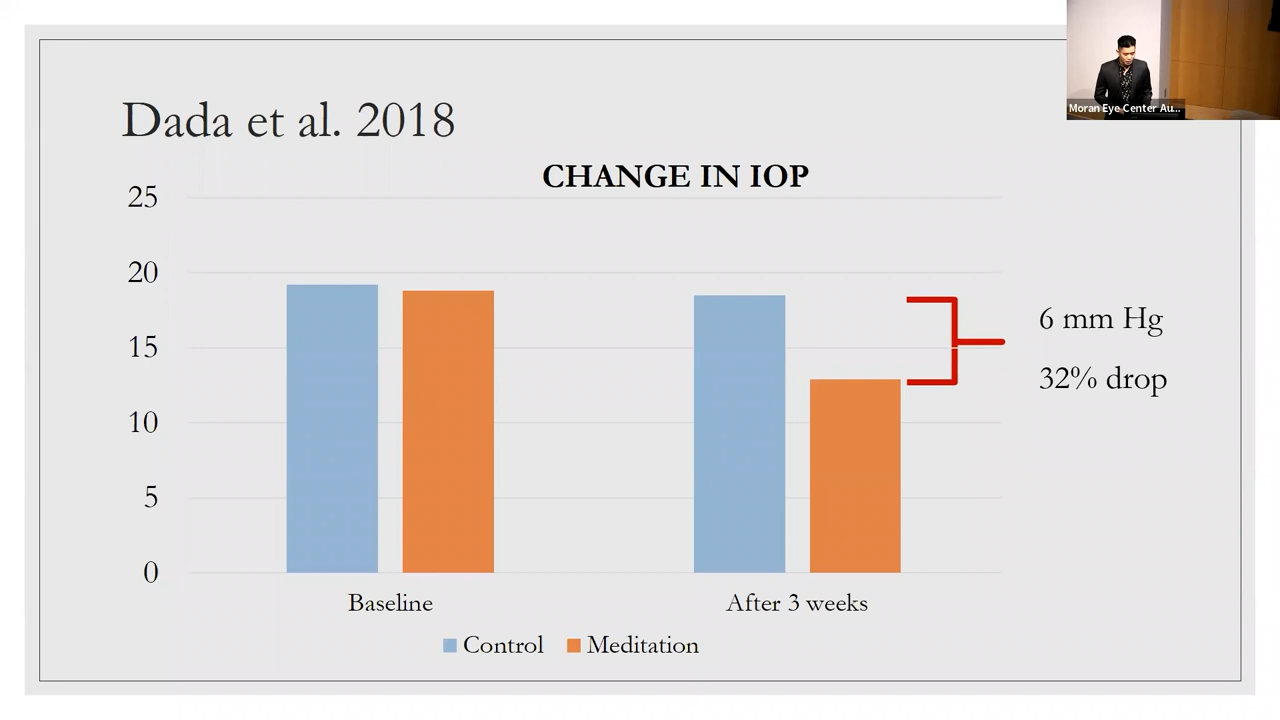 Dada et al. 2018
Moran Eye Center Au...
CHANGE IN IOP
25
20
15
10
5
0
6 mm Hg
32% drop
Baseline
After 3 weeks
Control
Meditation